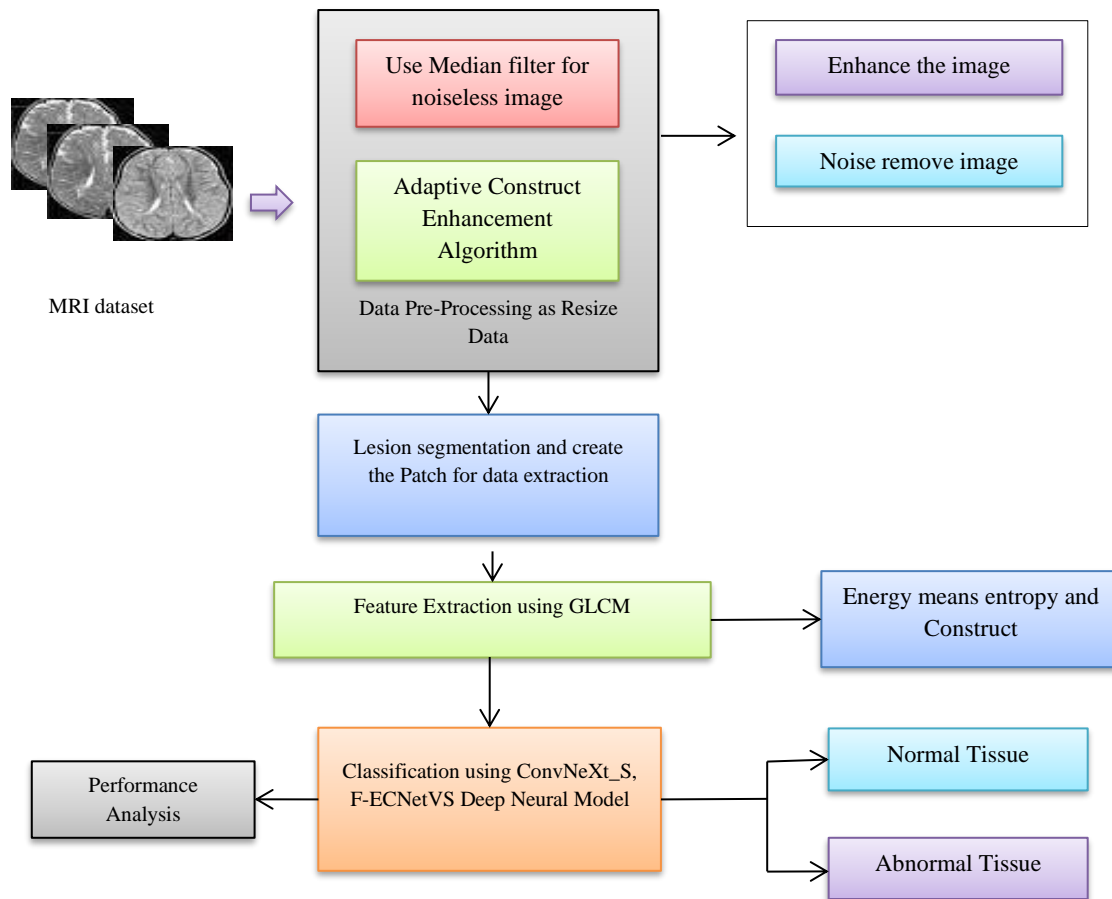 Use Median filter for
noiseless image
Adaptive Construct
Enhancement
Algorithm
Data Pre-Processing as Resize
Data
Enhance the image
Noise remove image
MRI dataset
Lesion segmentation and create
the Patch for data extraction
Feature Extraction using GLCM
Energy means entropy and
Construct
Classification using ConvNeXt_S,
F-ECNetVS Deep Neural Model
Performance
Analysis
Normal Tissue
Abnormal Tissue